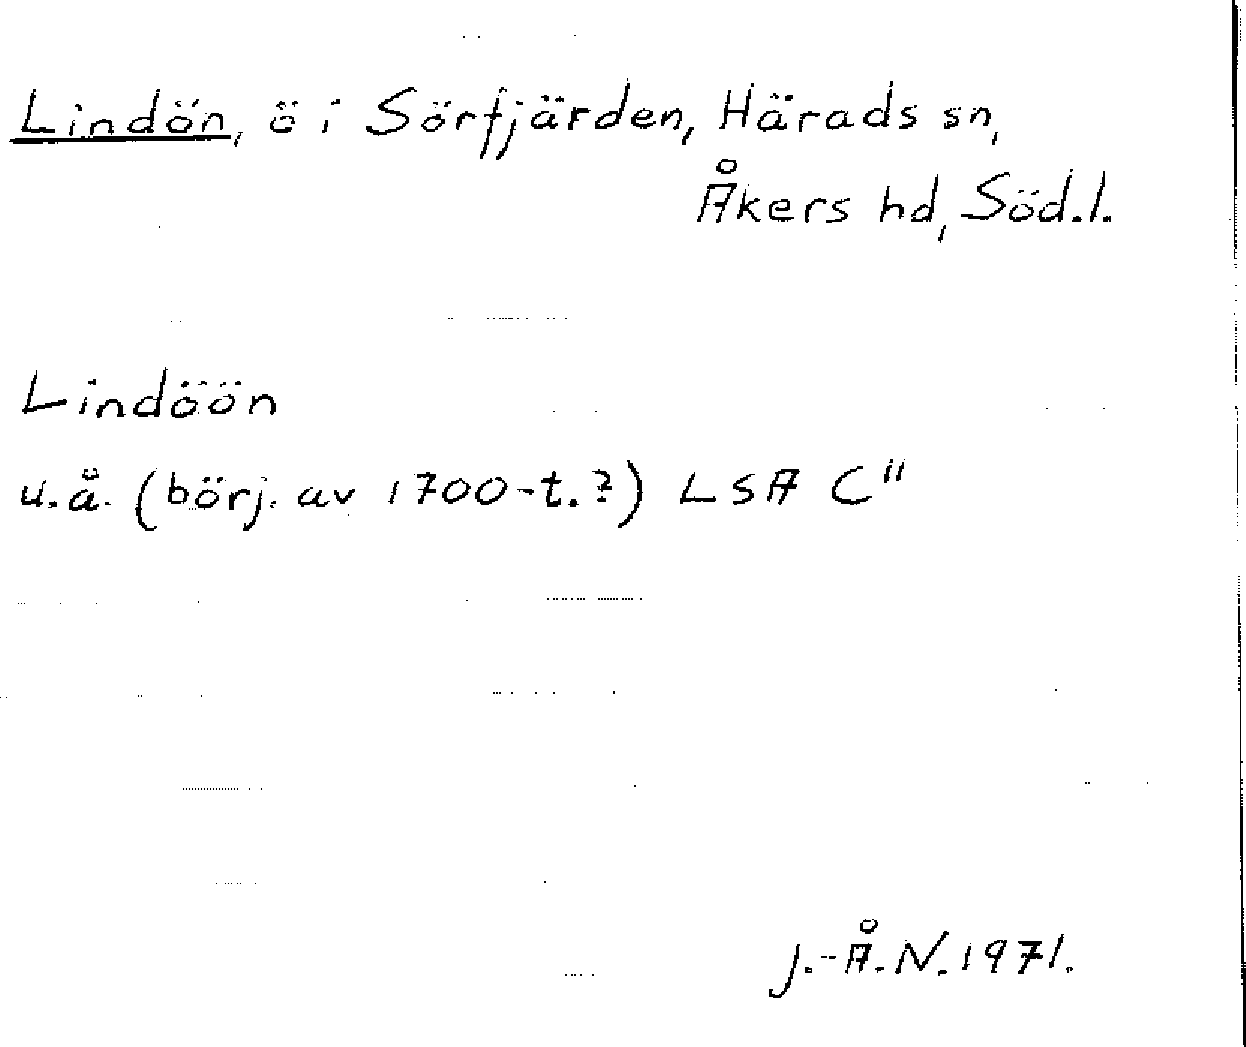 Lindön, ö i Sörfjärden, Härads sn,
Åkers hd, Söd.l.
Lindöön
u.å. (börj. av 1700-t.?) LSA C"
J.-Å.N. 1971.